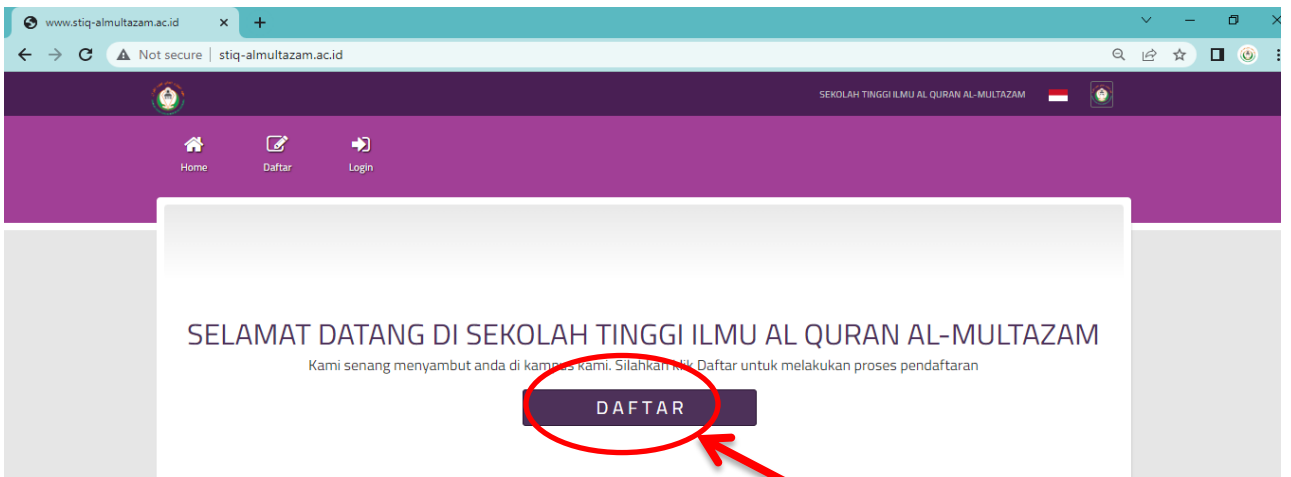 www.stiq-almultazam.ac.id
Not secure | stiq-almultazam.ac.id
SEKOLAH TINGGI ILMU AL QURAN AL-MULTAZAM
Home Daftar Login
SELAMAT DATANG DI SEKOLAH TINGGI ILMU AL QURAN AL-MULTAZAM
Kami senang menyambut anda di kampus kami. Silahkan klik Daftar untuk melakukan proses pendaftaran
DAFTAR